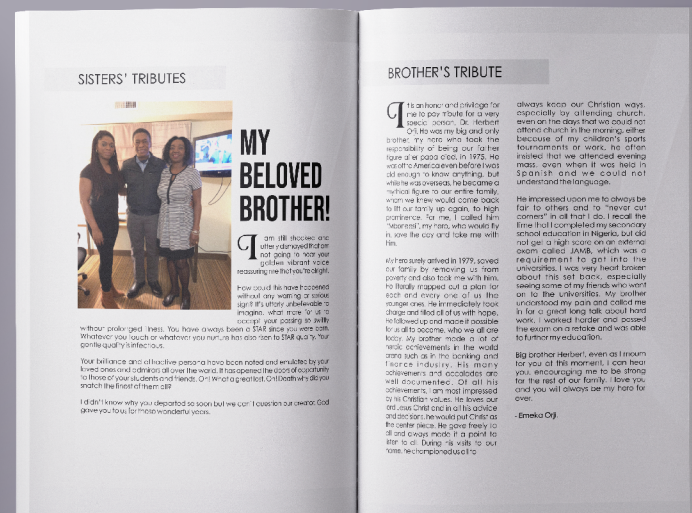 SISTERS' TRIBUTES
MY
BELOVED
BROTHER!
I am still shocked and
utterly dismayed that am
not going to hear your
golden vibrant voice
reassuring me that you're alright.
How could this have happened
without any warning or serious
sign? It's utterly unbearable to
imagine, what more for us to
accept your passing so swiftly
without prolonged illness. You have always been a STAR since you were born.
Whatever you touch or whatever you nurture has also risen to STAR quality. Your
gentle quality is infectious.
Your brilliance and attractive persona have been noted and emulated by your
loved ones and admirers all over the world. It has opened the doors of opportunity
to those of your students and friends. Oh! What a great lost. Oh! Death why did you
snatch the finest of them all?
I didn't know why you departed so soon but we can't question our creator. God
gave you to us for those wonderful years.
BROTHER'S TRIBUTE
It is an honor and privilege for
me to pay tribute for a very
special person, Dr. Herbert
Orji. He was my big and only
brother, my hero who took the
responsibility of being our father
figure after papa died, in 1975. He
was off to America even before I was
old enough to know anything, but
while he was overseas, he became a
mythical figure to our entire family,
whom we knew would come back
to lift our family up again, to high
prominence. For me, I called him
my hero, who would fly
in, save the day and take me with
him.
My hero surely arrived in 1979, saved
our family by removing us from
poverty and also took me with him.
He literally mapped out a plan for
each and every one of us the
younger ones. He immediately took
charge and filled all of us with hope.
He followed up and made it possible
for us all to become, who we all are
today. My brother made a lot of
heroic achievements in the world
arena such as in the banking and
finance industry. His many
achievements and accolades are
well documented. Of all his
achievements, I am most impressed
by his Christian values. He loves our
lord Jesus Christ and in all his advice
and decisions, he would put Christ as
the center piece. He gave freely to
all and always made it a point to
listen to all. During his visits to our
home, he championed us all to
always keep our Christian ways,
especially by attending church,
even on the days that we could not
attend church in the morning, either
because of my children's sports
tournaments or work, he often
insisted that we attended evening
mass, even when it was held in
Spanish and we could not
understand the language.
He impressed upon me to always be
fair to others and to "never cut
corners" in all that I do. I recall the
time that I completed my secondary
school education in Nigeria, but did
not get a high score on an external
exam called JAMB, which was a
requirement to get into the
universities. I was very heart broken
about this set back, especially
seeing some of my friends who went
on to the universities. My brother
understood my pain and called me
in for a great long talk about hard
work. I worked harder and passed
the exam on a retake and was able
to further my education.
Big brother Herbert, even as I mourn
for you at this moment, I can hear
you, encouraging me to be strong
for the rest of our family. I love you
and you will always be my hero for
ever.
- Emeka Orji.